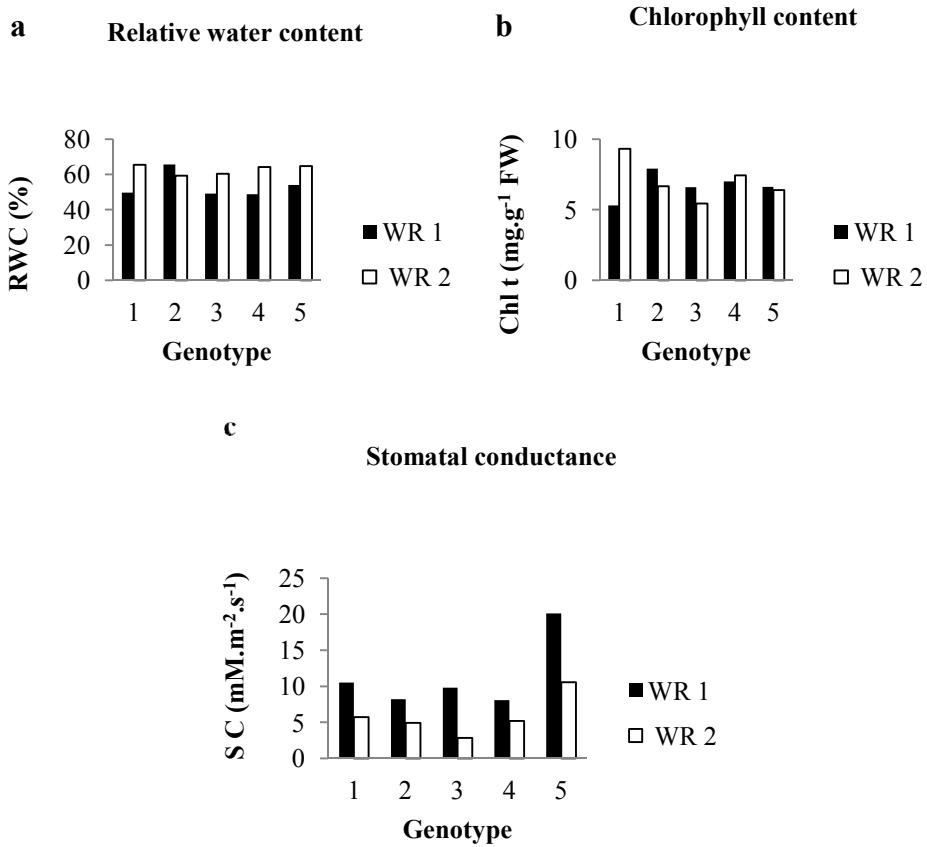 a
Relative water content
RWC (%)
80
60
40
20
0
1 2 3 4 5
Genotype
WR 1
WR 2
b
Chlorophyll content
Chl t (mg.g⁻¹ FW)
10
5
0
1 2 3 4 5
Genotype
WR 1
WR 2
c
Stomatal conductance
S C (mM.m⁻².s⁻¹)
25
20
15
10
5
0
1 2 3 4 5
Genotype
WR 1
WR 2